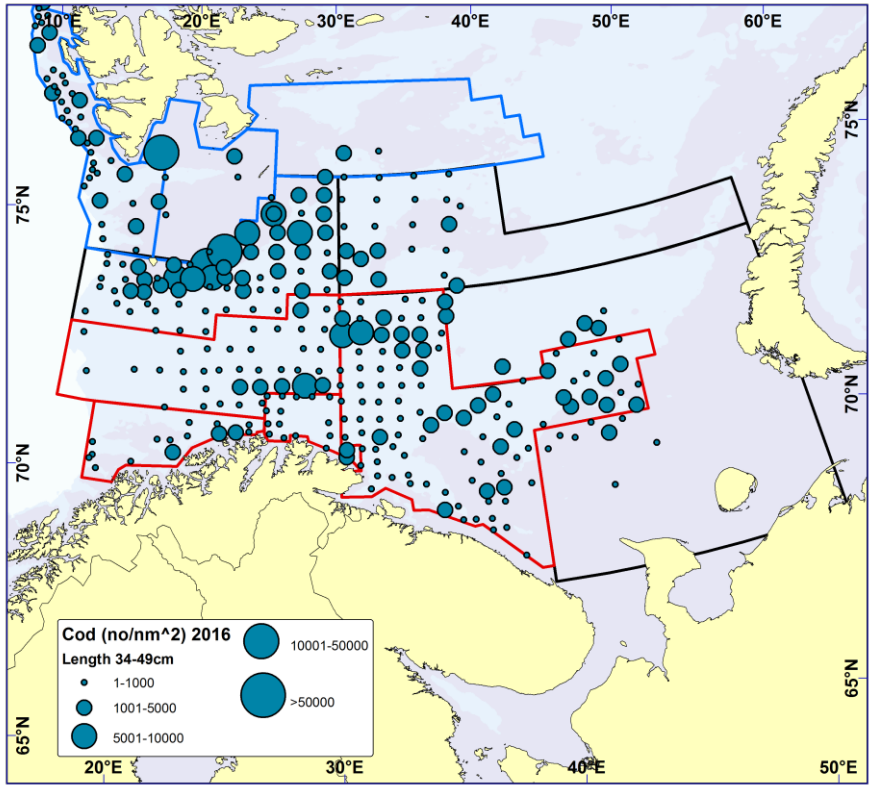 10°E 20°E 30°E 40°E 50°E 60°E
75°N
75°N
70°N
70°N
65°N
65°N
Cod (no/nm^2) 2016
Length 34-49cm
1-1000
1001-5000
5001-10000
10001-50000
>50000
20°E 30°E 40°E 50°E